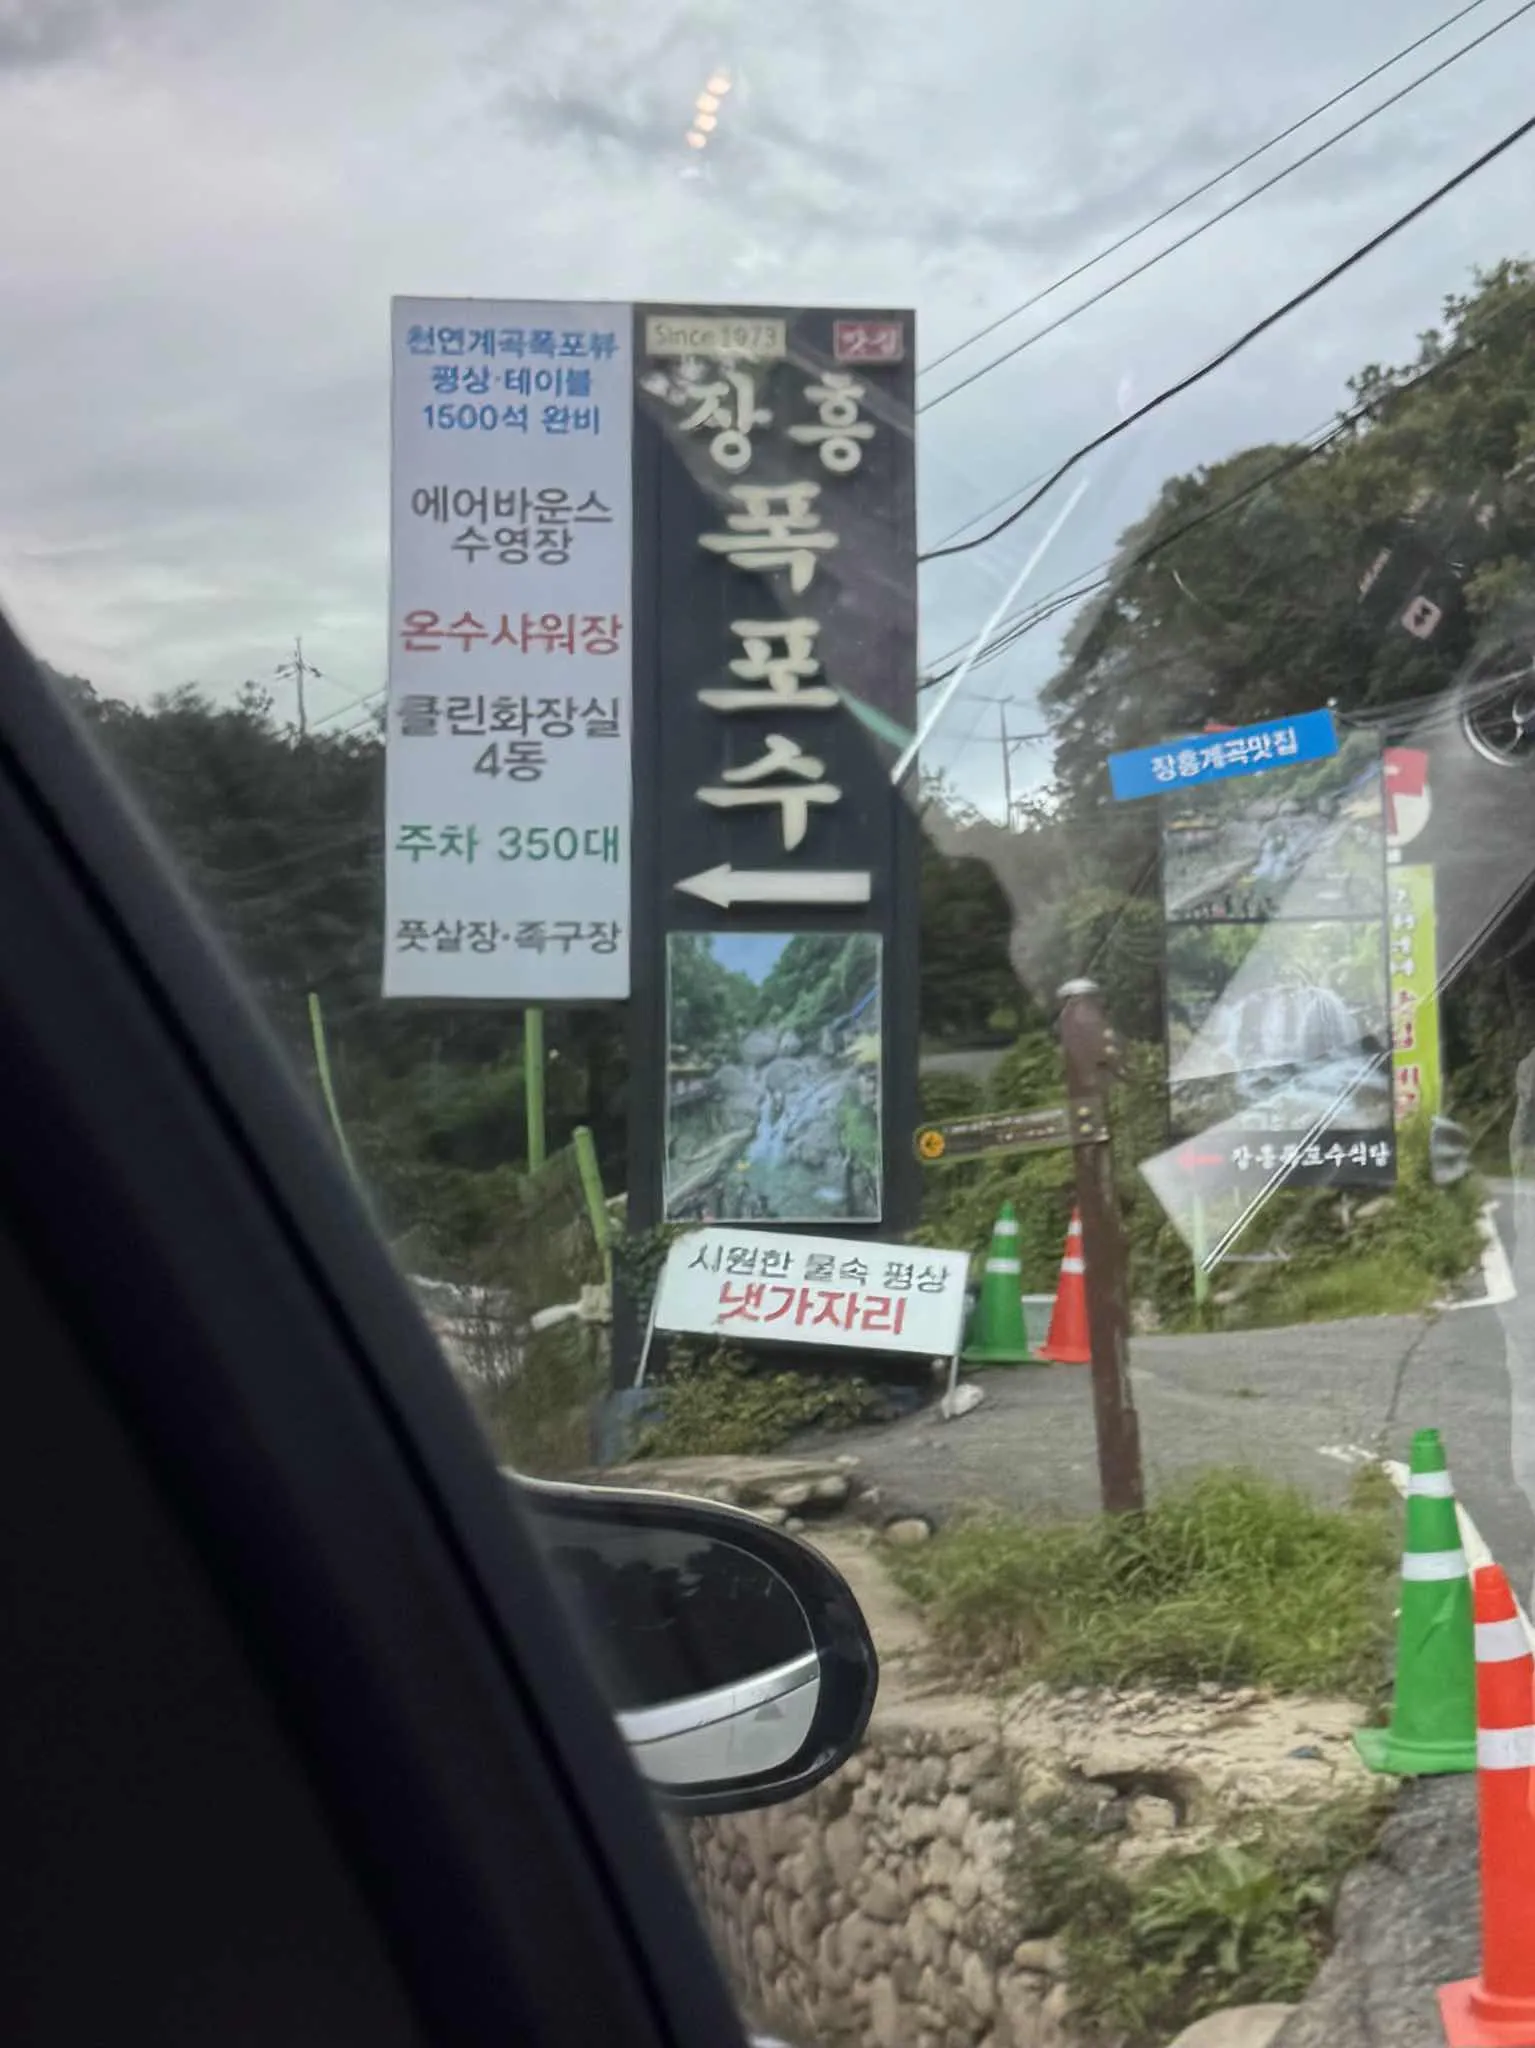 천연계곡폭포뷰
평상·테이블
1500석 완비
에어바운스
수영장
온수샤워장
클린화장실
4동
주차 350대
풋살장·족구장
Since 1973
맛집
장흥
폭
포
수
시원한 물속 평상
냇가자리
장흥계곡맛집
장흥폭포수식당